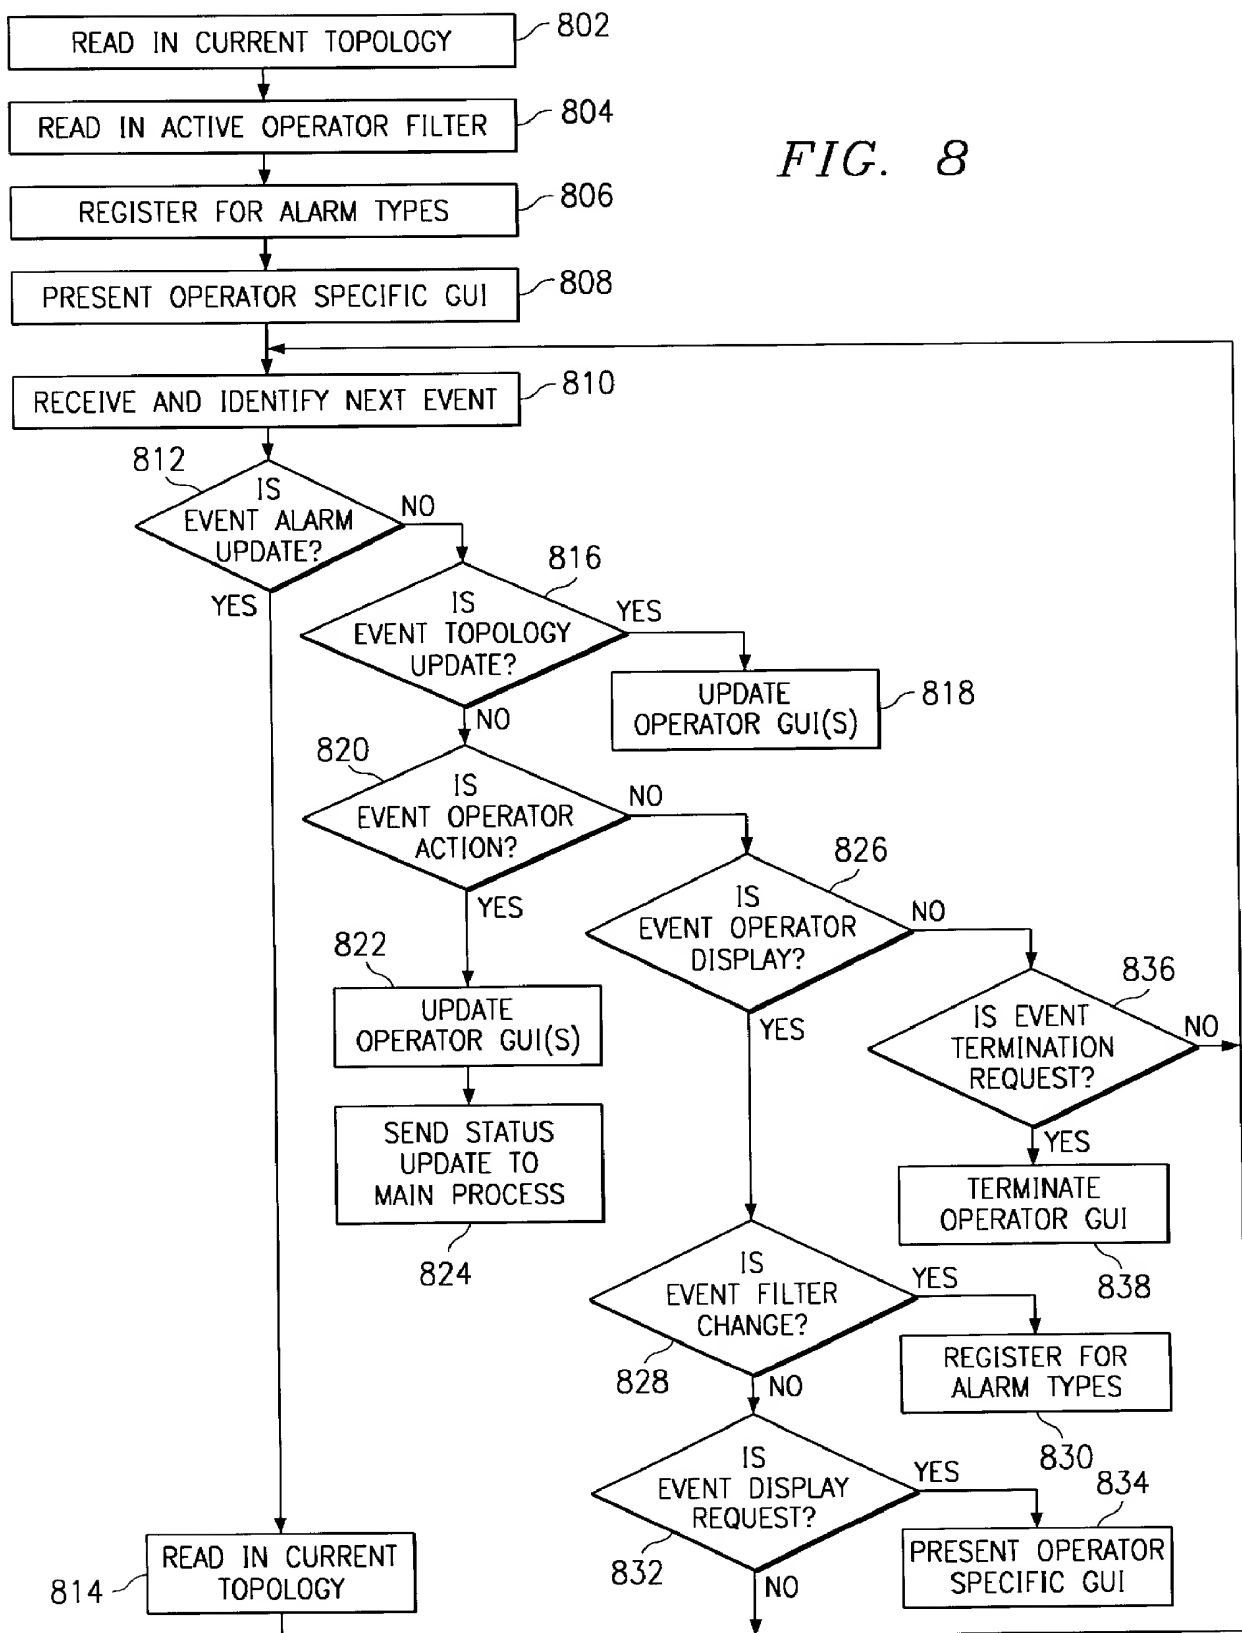 READ IN CURRENT TOPOLOGY
802
READ IN ACTIVE OPERATOR FILTER
804
FIG. 8
REGISTER FOR ALARM TYPES
806
PRESENT OPERATOR SPECIFIC GUI
808
RECEIVE AND IDENTIFY NEXT EVENT
810
812
IS
EVENT ALARM
UPDATE?
NO
YES
816
IS
EVENT TOPOLOGY
UPDATE?
YES
NO
UPDATE
OPERATOR GUI(S)
818
820
IS
EVENT OPERATOR
ACTION?
NO
YES
826
IS
EVENT OPERATOR
DISPLAY?
NO
YES
822
UPDATE
OPERATOR GUI(S)
836
IS EVENT
TERMINATION
REQUEST?
NO
YES
SEND STATUS
UPDATE TO
MAIN PROCESS
824
TERMINATE
OPERATOR GUI
838
IS
EVENT FILTER
CHANGE?
YES
828
NO
REGISTER FOR
ALARM TYPES
830
IS
EVENT DISPLAY
REQUEST?
YES
832
NO
834
PRESENT OPERATOR
SPECIFIC GUI
READ IN CURRENT
TOPOLOGY
814